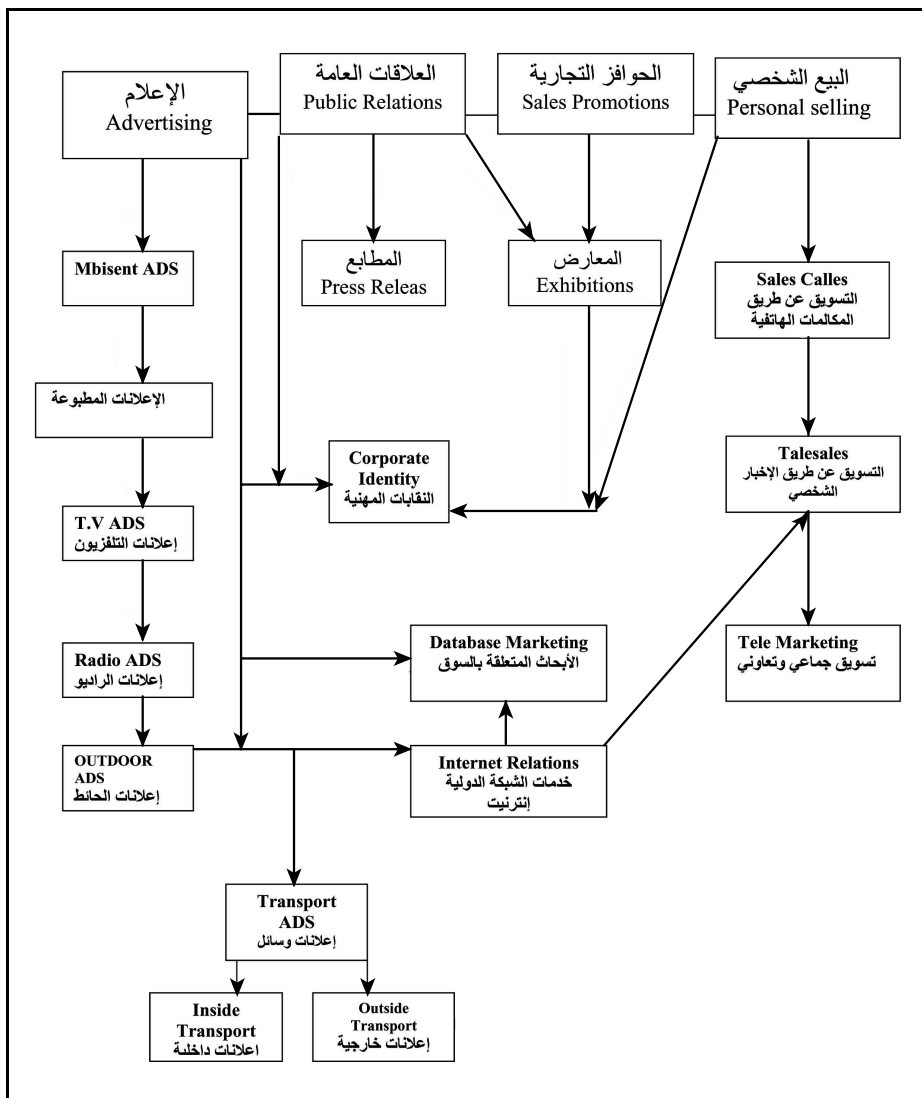 الإعلام
Advertising
العلاقات العامة
Public Relations
الحوافز التجارية
Sales Promotions
البيع الشخصي
Personal selling
Mbisent ADS
المطابع
Press Releas
المعارض
Exhibitions
Sales Calles
التسويق عن طريق
المكالمات الهاتفية
الإعلانات المطبوعة
Corporate
Identity
النقابات المهنية
Talesales
التسويق عن طريق الإخبار
الشخصي
T.V ADS
إعلانات التلفزيون
Radio ADS
إعلانات الراديو
Database Marketing
الأبحاث المتعلقة بالسوق
Tele Marketing
تسويق جماعي وتعاوني
OUTDOOR
ADS
إعلانات الحائط
Internet Relations
خدمات الشبكة الدولية
إنترنيت
Transport
ADS
إعلانات وسائل
Inside
Transport
اعلانات داخلية
Outside
Transport
إعلانات خارجية